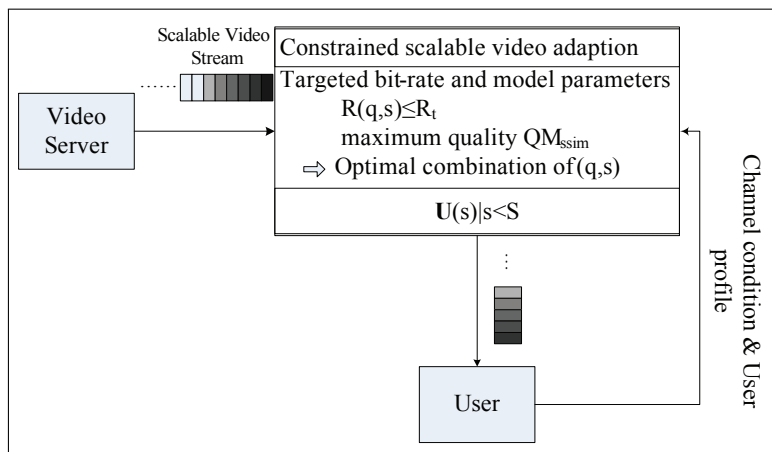 Scalable Video
Stream
Video
Server
Constrained scalable video adaption
Targeted bit-rate and model parameters
R(q,s)≤Rt
maximum quality QMssim
⇨ Optimal combination of (q,s)
U(s)|s<S
User
Channel condition & User
profile